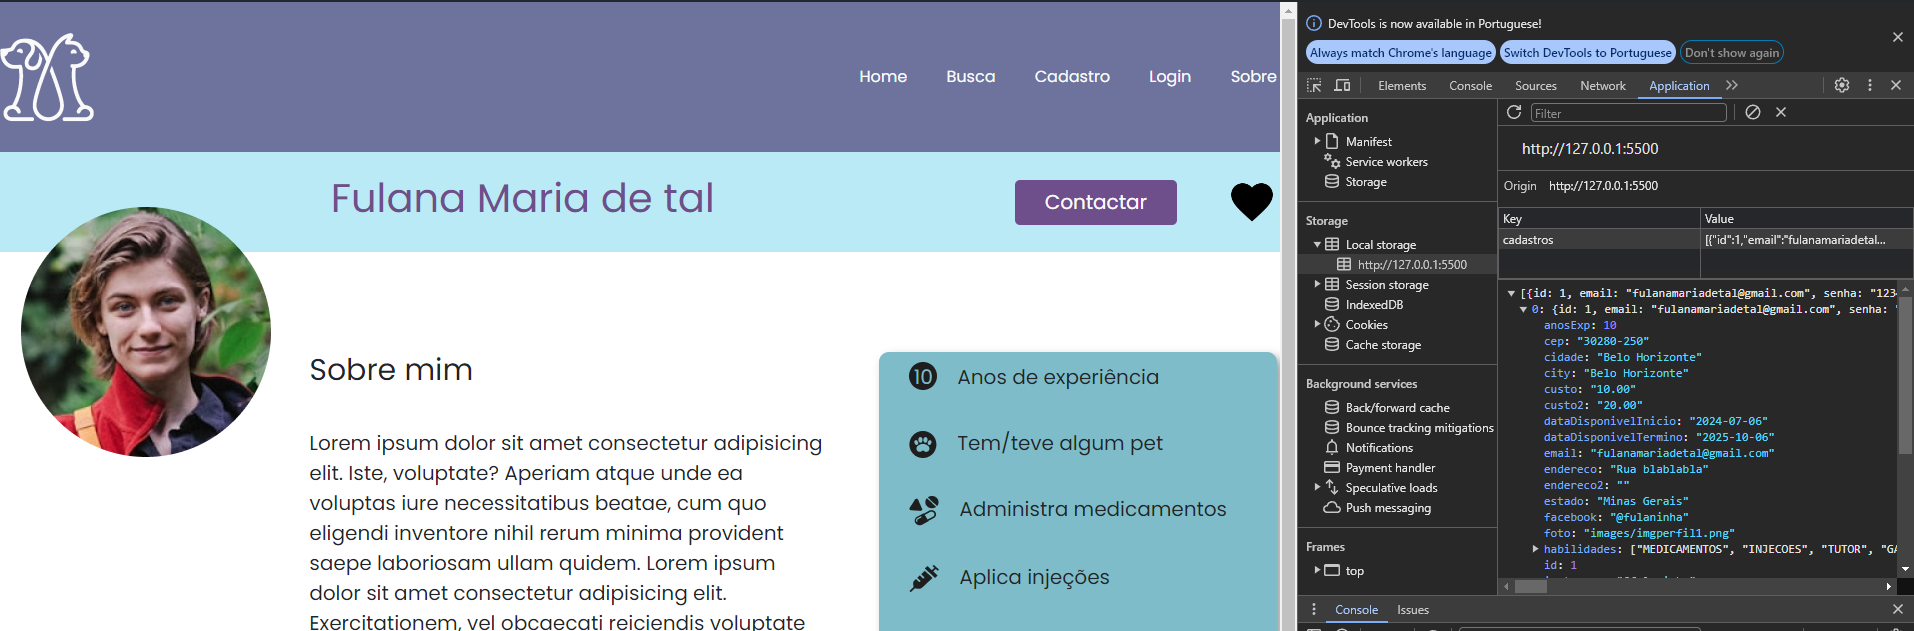 Home Busca Cadastro Login Sobre
Fulana Maria de tal
Contactar
Sobre mim
Lorem ipsum dolor sit amet consectetur adipisicing
elit. Iste, voluptate? Aperiam atque unde ea
voluptas iure necessitatibus beatae, cum quo
eligendi inventore nihil rerum minima provident
saepe laboriosam ullam quidem. Lorem ipsum
dolor sit amet consectetur adipisicing elit.
Exercitationem, vel obcaecati reiciendis voluptate
10 Anos de experiência
Tem/teve algum pet
Administra medicamentos
Aplica injeções
DevTools is now available in Portuguese!
Always match Chrome's language Switch DevTools to Portuguese Don't show again
Elements Console Sources Network Application
Application
Manifest
Service workers
Storage
Storage
Local storage
http://127.0.0.1:5500
Session storage
IndexedDB
Cookies
Cache storage
Background services
Back/forward cache
Bounce tracking mitigations
Notifications
Payment handler
Speculative loads
Push messaging
Frames
top
Filter
http://127.0.0.1:5500
Origin http://127.0.0.1:5500
Key Value
cadastros [{"id":1,"email":"fulanamariadetal...
[{id: 1, email: "fulanamariadetal@gmail.com", senha: "123
0: {id: 1, email: "fulanamariadetal@gmail.com", senha: "
anosExp: 10
cep: "30280-250"
cidade: "Belo Horizonte"
city: "Belo Horizonte"
custo: "10.00"
custo2: "20.00"
dataDisponivelInicio: "2024-07-06"
dataDisponivelTermino: "2025-10-06"
email: "fulanamariadetal@gmail.com"
endereco: "Rua blablabla"
endereco2: ""
estado: "Minas Gerais"
facebook: "@fulaninha"
foto: "images/imgperfil1.png"
habilidades: ["MEDICAMENTOS", "INJECOES", "TUTOR", "GA
id: 1
Console Issues